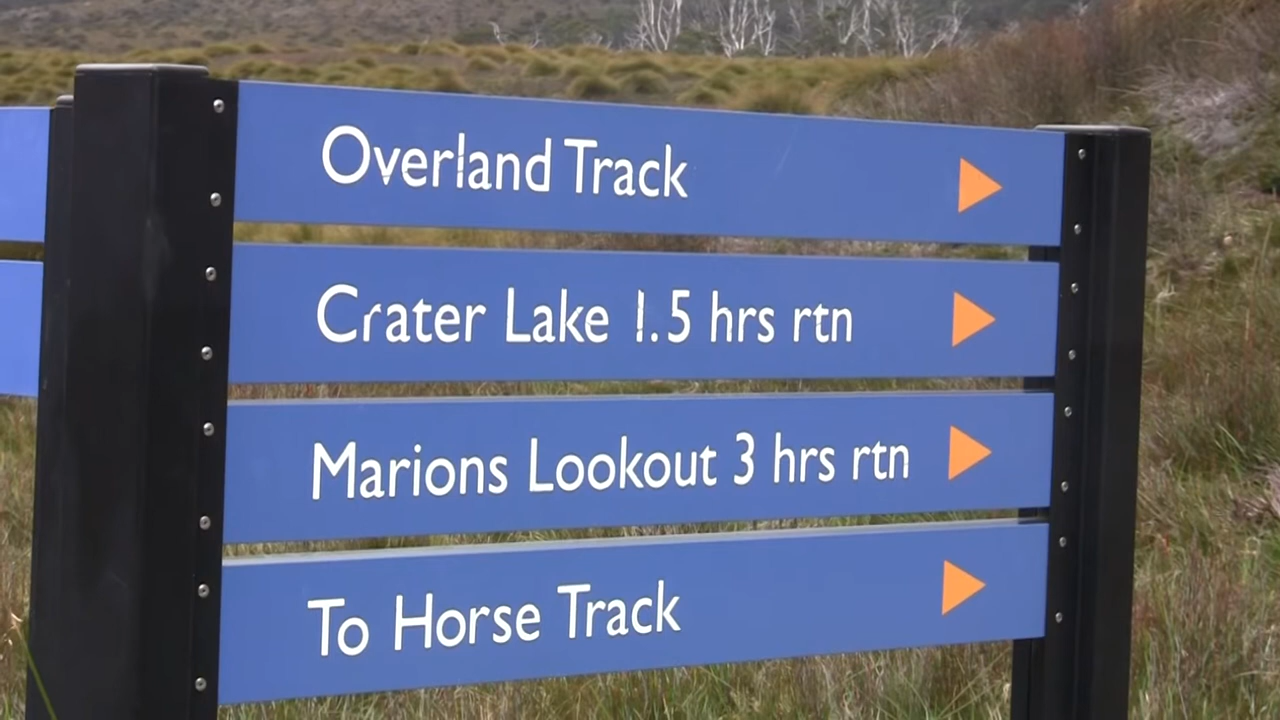 Overland Track
Crater Lake 1.5 hrs rtn
Marions Lookout 3 hrs rtn
To Horse Track